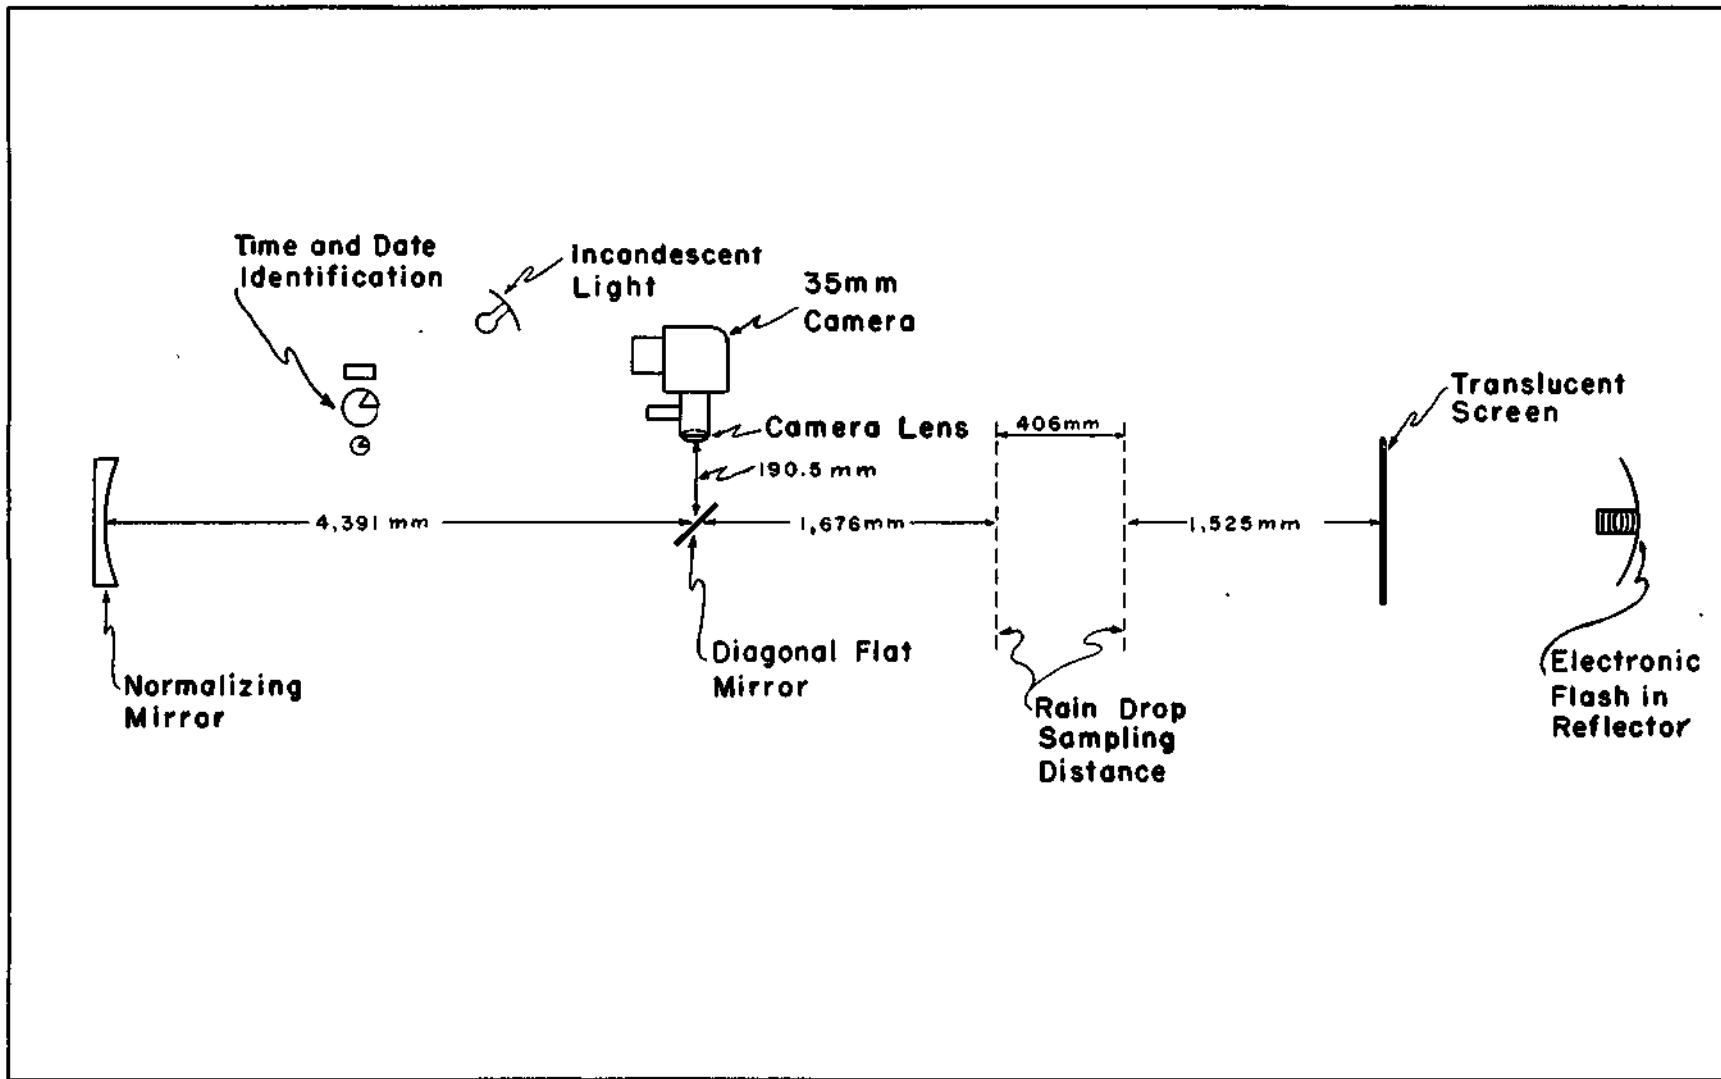 Time and Date
Identification
Incandescent
Light
35mm
Camera
Translucent
Screen
406mm
Camera Lens
190.5 mm
4,391 mm
1,676mm
1,525mm
Diagonal Flat
Mirror
Normalizing
Mirror
Rain Drop
Sampling
Distance
Electronic
Flash in
Reflector